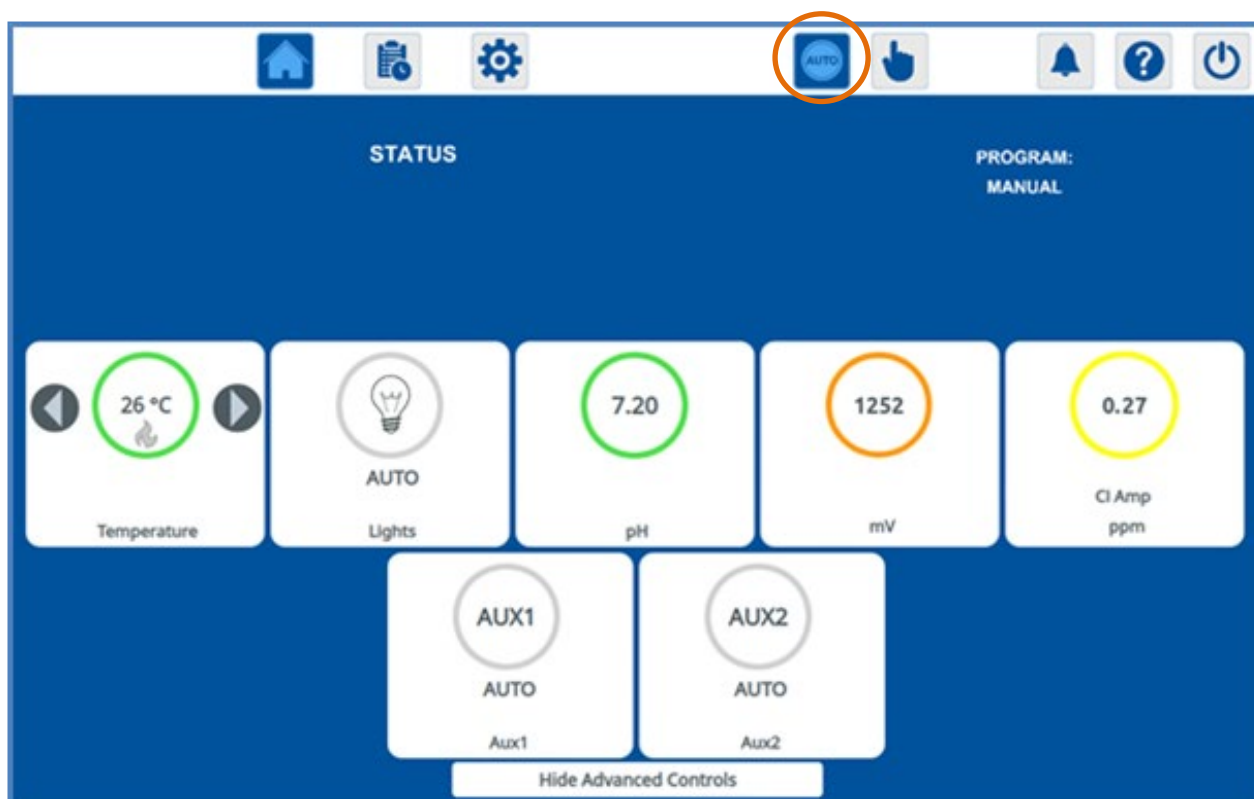 AUTO
?
STATUS
PROGRAM:
MANUAL
26 °C
Temperature
AUTO
Lights
7.20
pH
1252
mV
0.27
Cl Amp
ppm
AUX1
AUTO
Aux1
AUX2
AUTO
Aux2
Hide Advanced Controls